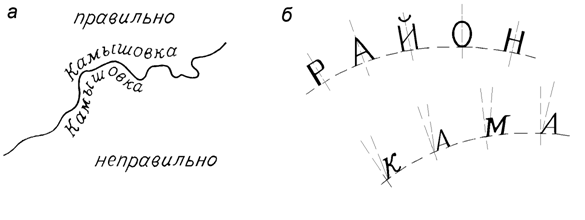 а
правильно
Камышовка
Камышовка
неправильно
б
РАЙОН
КАМА